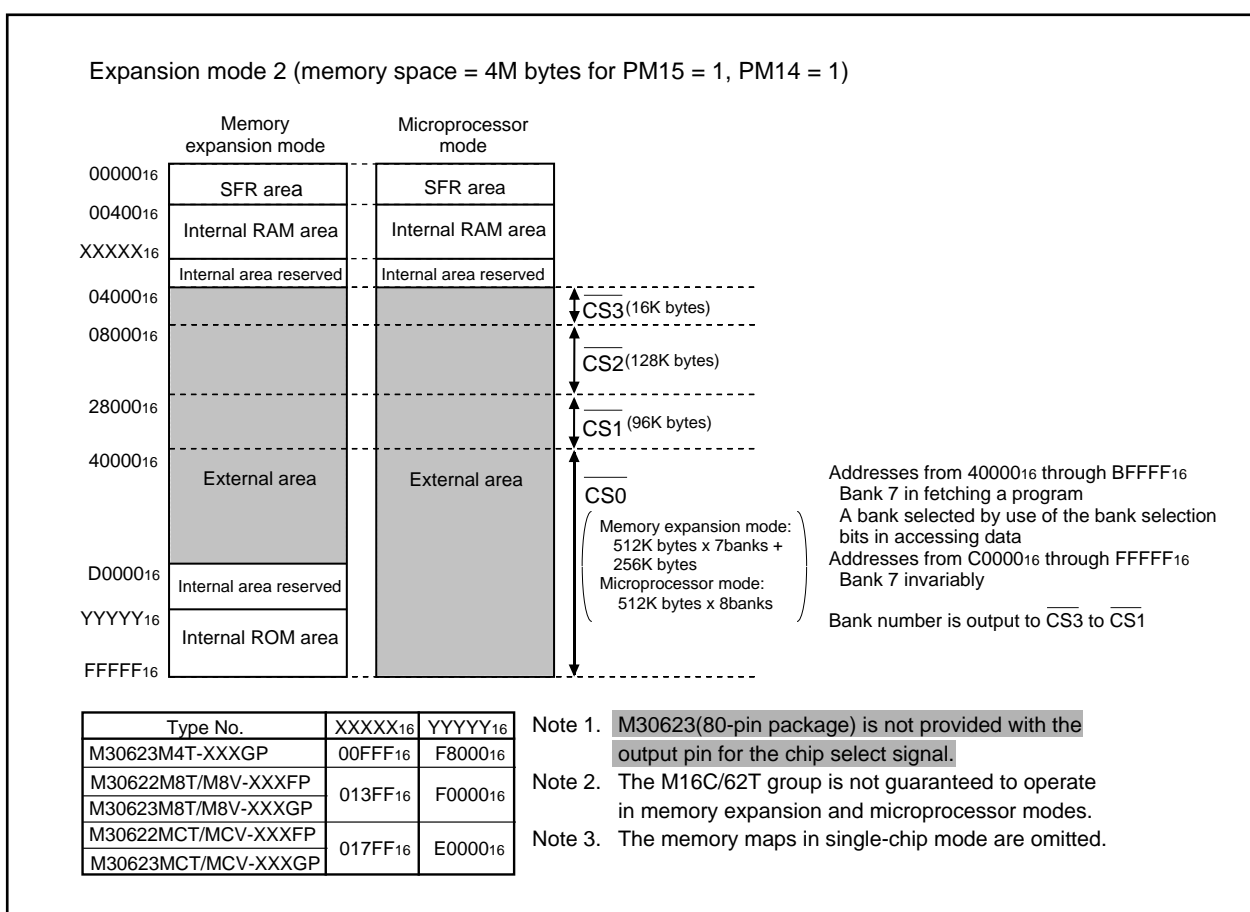 Expansion mode 2 (memory space = 4M bytes for PM15 = 1, PM14 = 1)
Memory
expansion mode
Microprocessor
mode
0000016
SFR area
SFR area
0040016
Internal RAM area
Internal RAM area
XXXXX16
Internal area reserved
Internal area reserved
0400016
CS3 (16K bytes)
0800016
CS2 (128K bytes)
2800016
CS1 (96K bytes)
4000016
External area
External area
CS0
Memory expansion mode:
512K bytes x 7banks +
256K bytes
Microprocessor mode:
512K bytes x 8banks
Addresses from 4000016 through BFFFF16
Bank 7 in fetching a program
A bank selected by use of the bank selection
bits in accessing data
Addresses from C000016 through FFFFF16
Bank 7 invariably
Bank number is output to CS3 to CS1
D000016
Internal area reserved
YYYYY16
Internal ROM area
FFFFF16
Type No. XXXXX16 YYYYY16
M30623M4T-XXXGP 00FFF16 F800016
M30622M8T/M8V-XXXFP
013FF16 F000016
M30623M8T/M8V-XXXGP
M30622MCT/MCV-XXXFP
017FF16 E000016
M30623MCT/MCV-XXXGP
Note 1. M30623(80-pin package) is not provided with the
output pin for the chip select signal.
Note 2. The M16C/62T group is not guaranteed to operate
in memory expansion and microprocessor modes.
Note 3. The memory maps in single-chip mode are omitted.